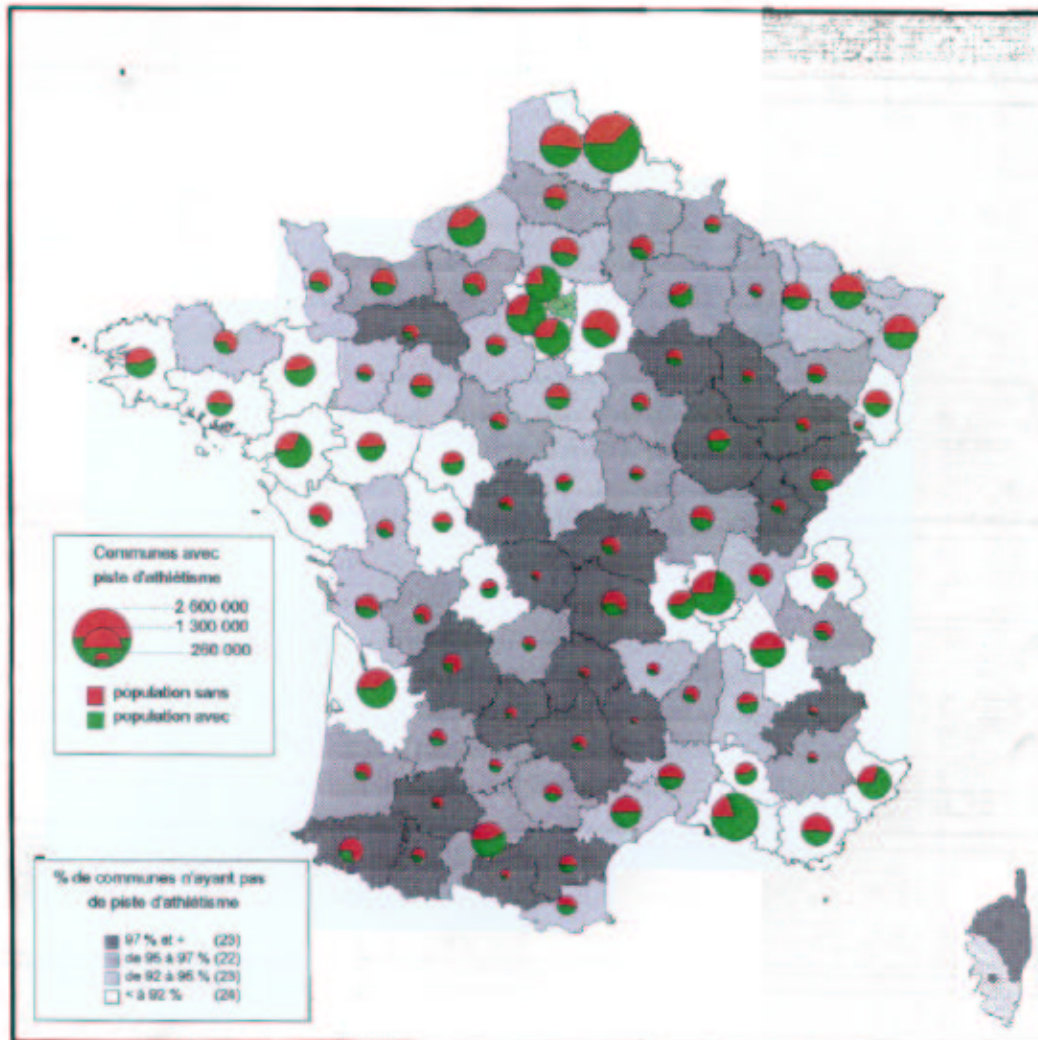 Communes avec
piste d'athlétisme
2 600 000
1 300 000
260 000
population sans
population avec
% de communes n'ayant pas
de piste d'athlétisme
97 % et + (23)
de 95 à 97 % (22)
de 92 à 95 % (23)
< à 92 % (24)